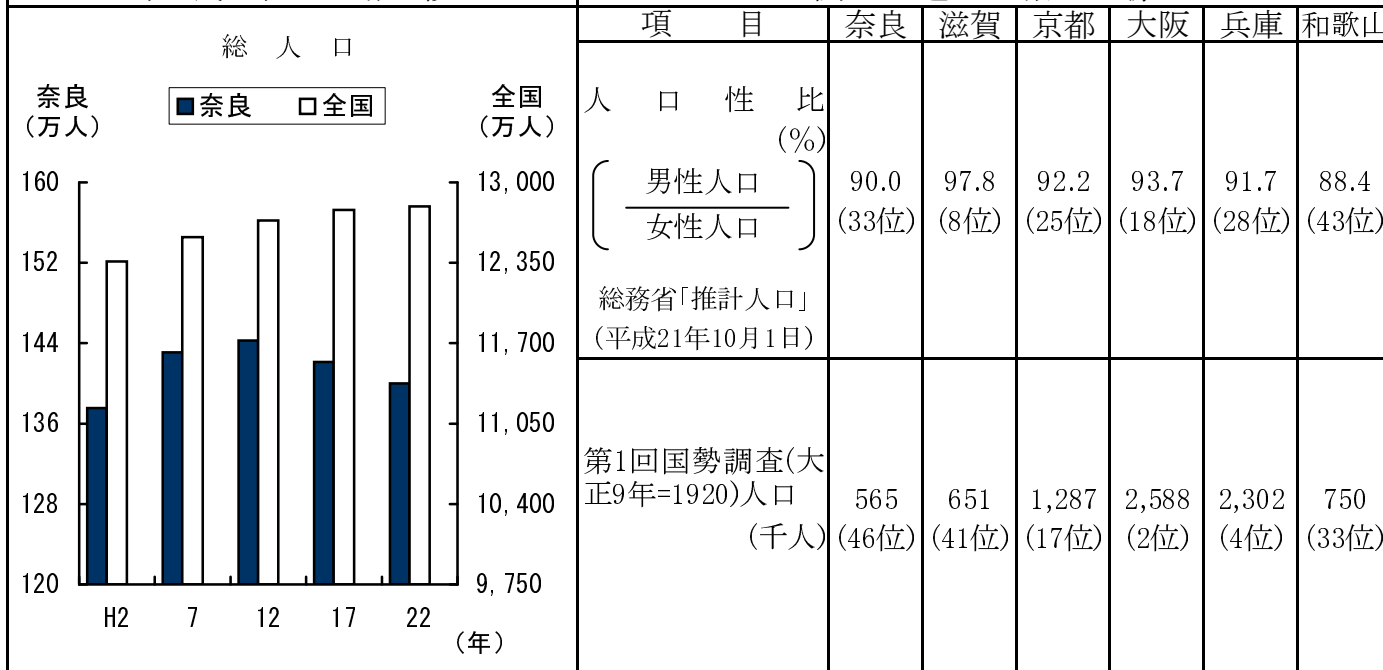 総 人 口
奈良
(万人)
■奈良 □全国
全国
(万人)
160
152
144
136
128
120
13,000
12,350
11,700
11,050
10,400
9,750
H2 7 12 17 22
(年)
項 目 奈良 滋賀 京都 大阪 兵庫 和歌山
人 口 性 比
(%)
男性人口
女性人口
総務省「推計人口」
(平成21年10月1日)
90.0 97.8 92.2 93.7 91.7 88.4
(33位) (8位) (25位) (18位) (28位) (43位)
第1回国勢調査(大
正9年=1920)人口
(千人)
565 651 1,287 2,588 2,302 750
(46位) (41位) (17位) (2位) (4位) (33位)